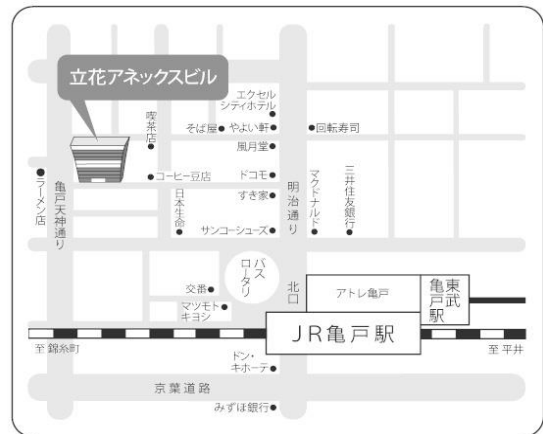 立花アネックスビル
エクセル
シティホテル
喫茶店
そば屋
やよい軒
回転寿司
風月堂
ラーメン店
亀戸天神通り
コーヒー豆店
ドコモ
日本生命
すき家
明治通り
マクドナルド
三井住友銀行
サンコーシューズ
バス
ロータリー
交番
マツモト
キヨシ
北口
アトレ亀戸
東武
亀戸駅
JR亀戸駅
至 錦糸町
至 平井
ドン・
キホーテ
京葉道路
みずほ銀行